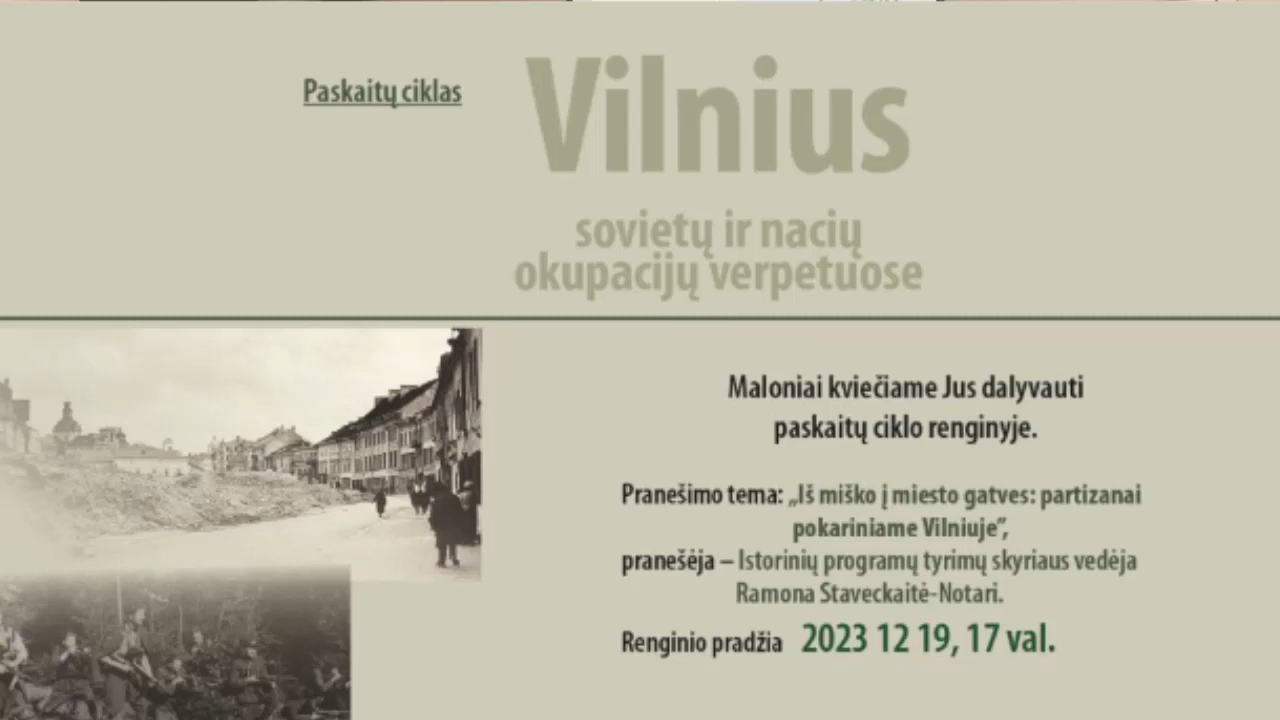 Paskaitų ciklas
Vilnius
sovietų ir nacių
okupacijų verpetuose
Maloniai kviečiame Jus dalyvauti
paskaitų ciklo renginyje.
Pranešimo tema: „Iš miško į miesto gatves: partizanai
pokariniame Vilniuje”,
pranešėja – Istorinių programų tyrimų skyriaus vedėja
Ramona Staveckaitė-Notari.
Renginio pradžia 2023 12 19, 17 val.